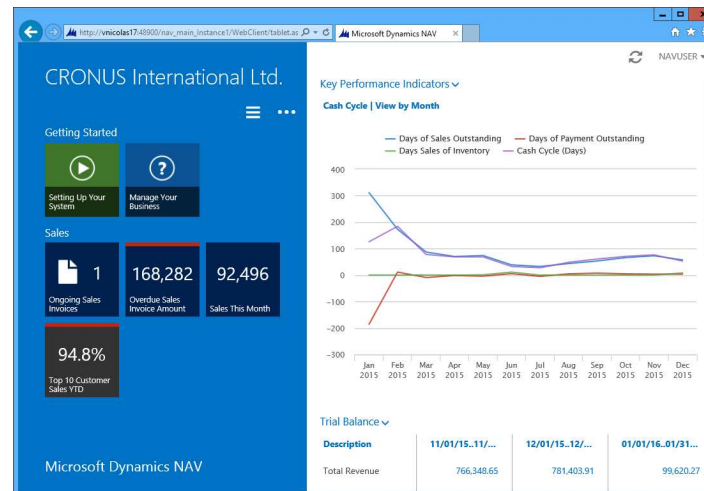 http://vnicolas17:48900/nav_main_Instance1/WebClient/tablet.as
Microsoft Dynamics NAV
NAVUSER
CRONUS International Ltd.
Getting Started
Setting Up Your
System
Manage Your
Business
Sales
1
Ongoing Sales
Invoices
168,282
Overdue Sales
Invoice Amount
92,496
Sales This Month
94.8%
Top 10 Customer
Sales YTD
Microsoft Dynamics NAV
Key Performance Indicators
Cash Cycle | View by Month
Days of Sales Outstanding
Days of Payment Outstanding
Days Sales of Inventory
Cash Cycle (Days)
400
300
200
100
0
-100
-200
-300
Jan Feb Mar Apr May Jun Jul Aug Sep Oct Nov Dec
2015 2015 2015 2015 2015 2015 2015 2015 2015 2015 2015 2015
Trial Balance
Description 11/01/15..11/... 12/01/15..12/... 01/01/16..01/31...
Total Revenue 766,348.65 781,403.91 99,620.27